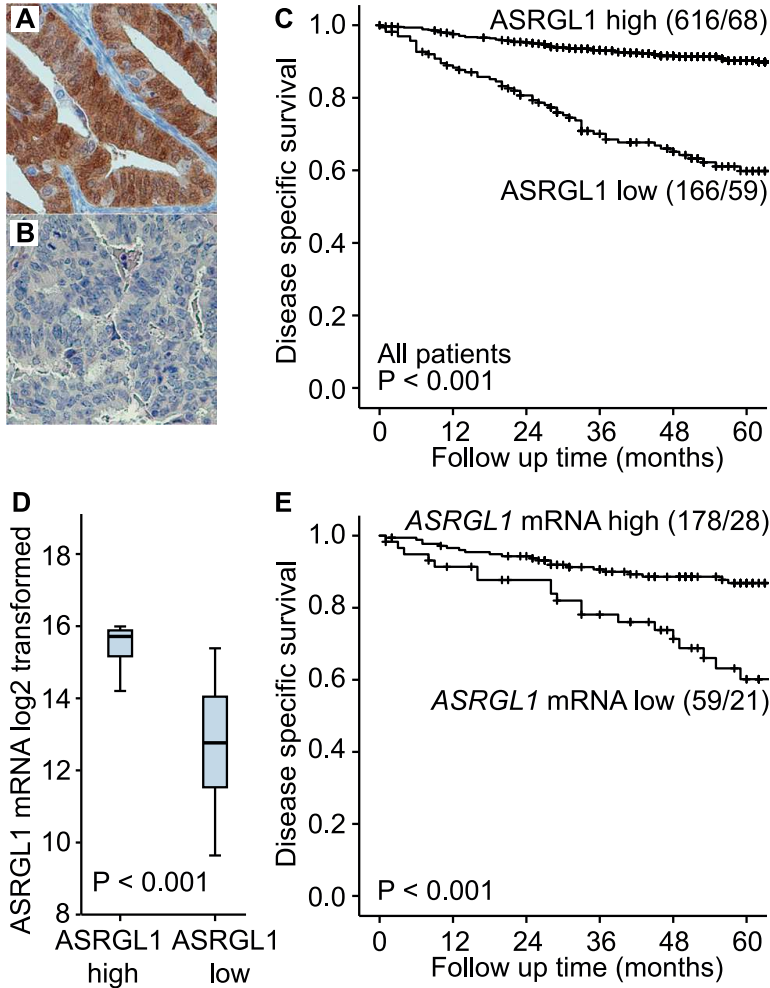 A
B
C
ASRGL1 high (616/68)
ASRGL1 low (166/59)
Disease specific survival
1.0
0.8
0.6
0.4
0.2
0.0
All patients
P < 0.001
0 12 24 36 48 60
Follow up time (months)
D
ASRGL1 mRNA log2 transformed
18
16
14
12
10
8
P < 0.001
ASRGL1 ASRGL1
high low
E
ASRGL1 mRNA high (178/28)
ASRGL1 mRNA low (59/21)
Disease specific survival
1.0
0.8
0.6
0.4
0.2
0.0
P < 0.001
0 12 24 36 48 60
Follow up time (months)